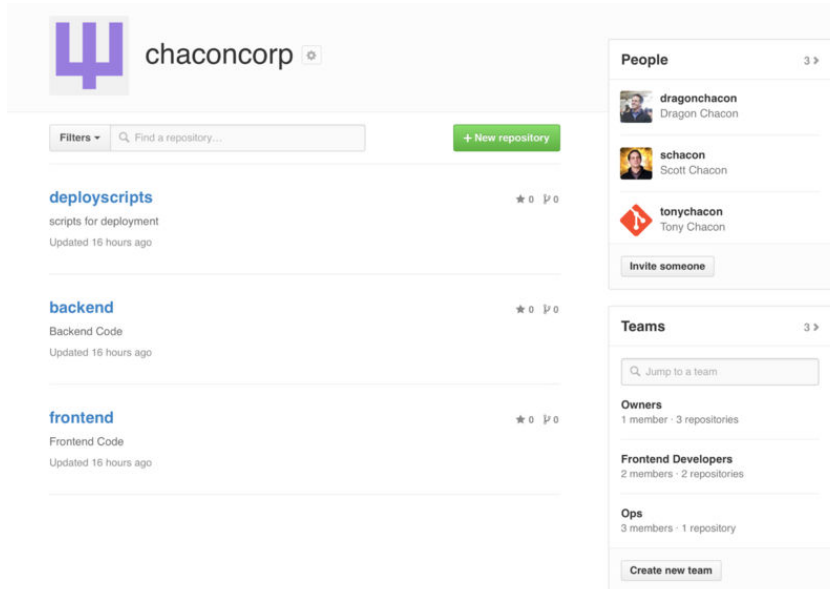 chaconcorp
Filters
Find a repository...
+ New repository
deployscripts
0 0
scripts for deployment
Updated 16 hours ago
backend
0 0
Backend Code
Updated 16 hours ago
frontend
0 0
Frontend Code
Updated 16 hours ago
People 3
dragonchacon
Dragon Chacon
schacon
Scott Chacon
tonychacon
Tony Chacon
Invite someone
Teams 3
Jump to a team
Owners
1 member · 3 repositories
Frontend Developers
2 members · 2 repositories
Ops
3 members · 1 repository
Create new team